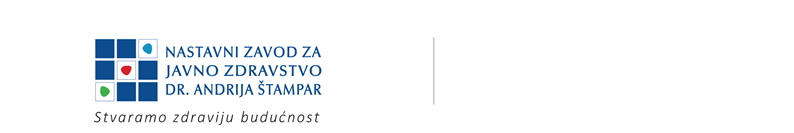 NASTAVNI ZAVOD ZA
JAVNO ZDRAVSTVO
DR. ANDRIJA ŠTAMPAR
Stvaramo zdraviju budućnost